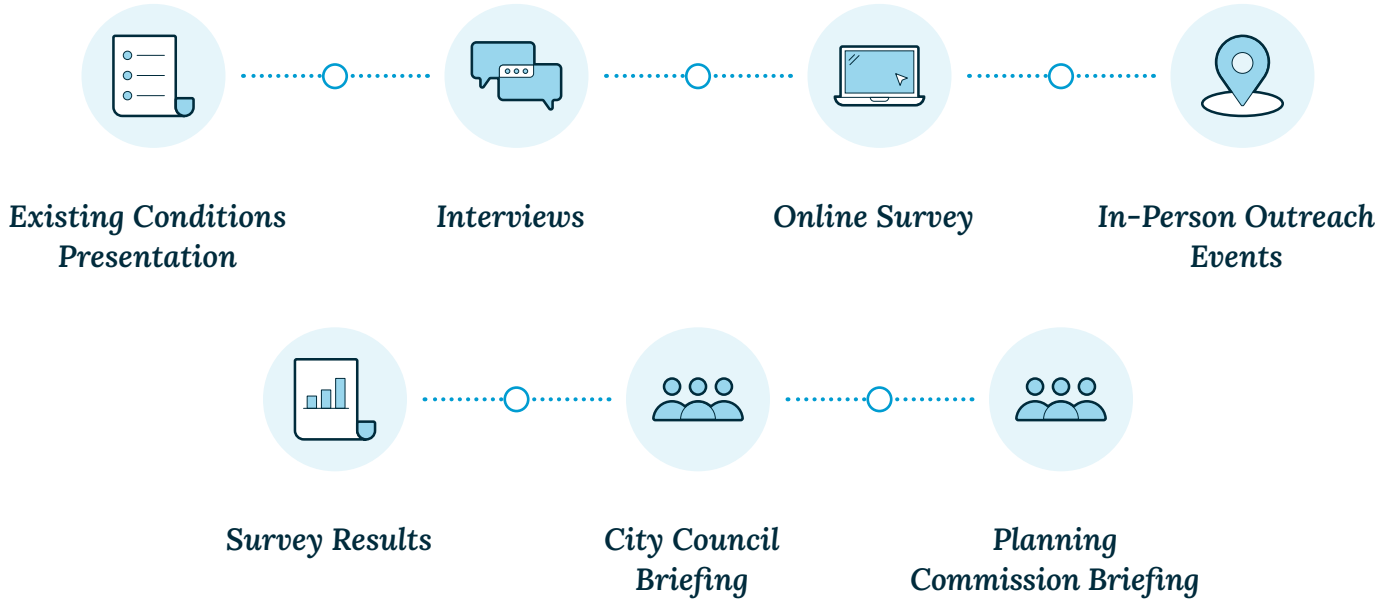 Existing Conditions
Presentation
Interviews
Online Survey
In-Person Outreach
Events
Survey Results
City Council
Briefing
Planning
Commission Briefing